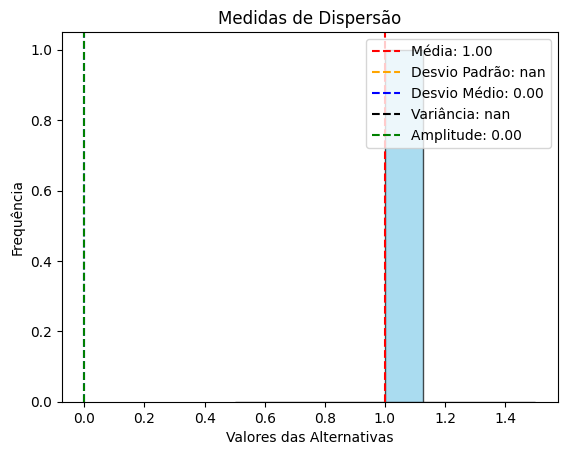 Medidas de Dispersão
Média: 1.00
Desvio Padrão: nan
Desvio Médio: 0.00
Variância: nan
Amplitude: 0.00
Frequência
1.0
0.8
0.6
0.4
0.2
0.0
0.0 0.2 0.4 0.6 0.8 1.0 1.2 1.4
Valores das Alternativas